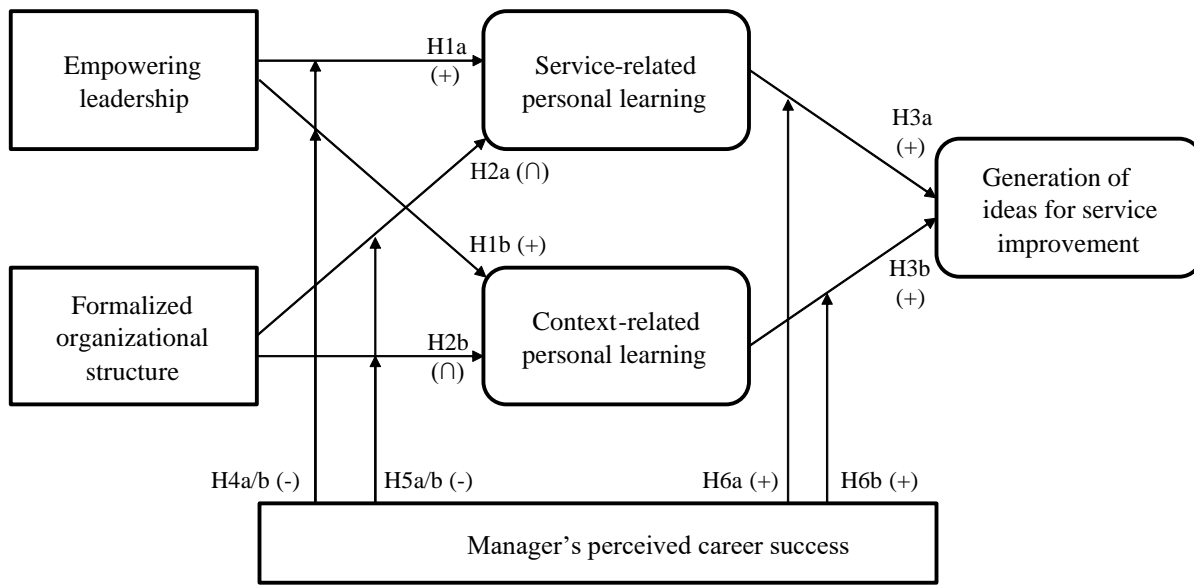 Empowering
leadership
H1a
(+)
Service-related
personal learning
H2a (∩)
H3a
(+)
Generation of
ideas for service
improvement
H1b (+)
H3b
(+)
Formalized
organizational
structure
H2b
(∩)
Context-related
personal learning
H4a/b (-)
H5a/b (-)
H6a (+)
H6b (+)
Manager’s perceived career success